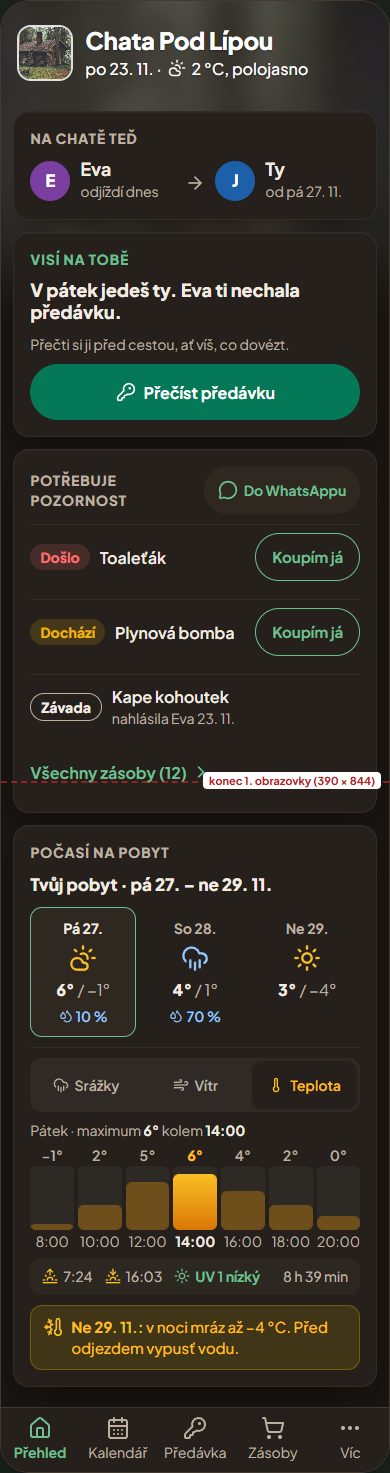 Chata Pod Lípou
po 23. 11. · 2 °C, polojasno
NA CHATĚ TEĎ
E Eva → J Ty
odjíždí dnes od pá 27. 11.
VISÍ NA TOBĚ
V pátek jedeš ty. Eva ti nechala
předávku.
Přečti si ji před cestou, ať víš, co dovézt.
Přečíst předávku
POTŘEBUJE
POZORNOST
Do WhatsAppu
Došlo Toaleťák Koupím já
Dochází Plynová bomba Koupím já
Závada Kape kohoutek
nahlásila Eva 23. 11.
Všechny zásoby (12)
konec 1. obrazovky (390 × 844)
POČASÍ NA POBYT
Tvůj pobyt · pá 27. – ne 29. 11.
Pá 27. So 28. Ne 29.
6° / −1° 4° / 1° 3° / −4°
10 % 70 %
Srážky Vítr Teplota
Pátek · maximum 6° kolem 14:00
−1° 2° 5° 6° 4° 2° 0°
8:00 10:00 12:00 14:00 16:00 18:00 20:00
7:24 16:03 UV 1 nízký 8 h 39 min
Ne 29. 11.: v noci mráz až −4 °C. Před
odjezdem vypusť vodu.
Přehled Kalendář Předávka Zásoby Víc